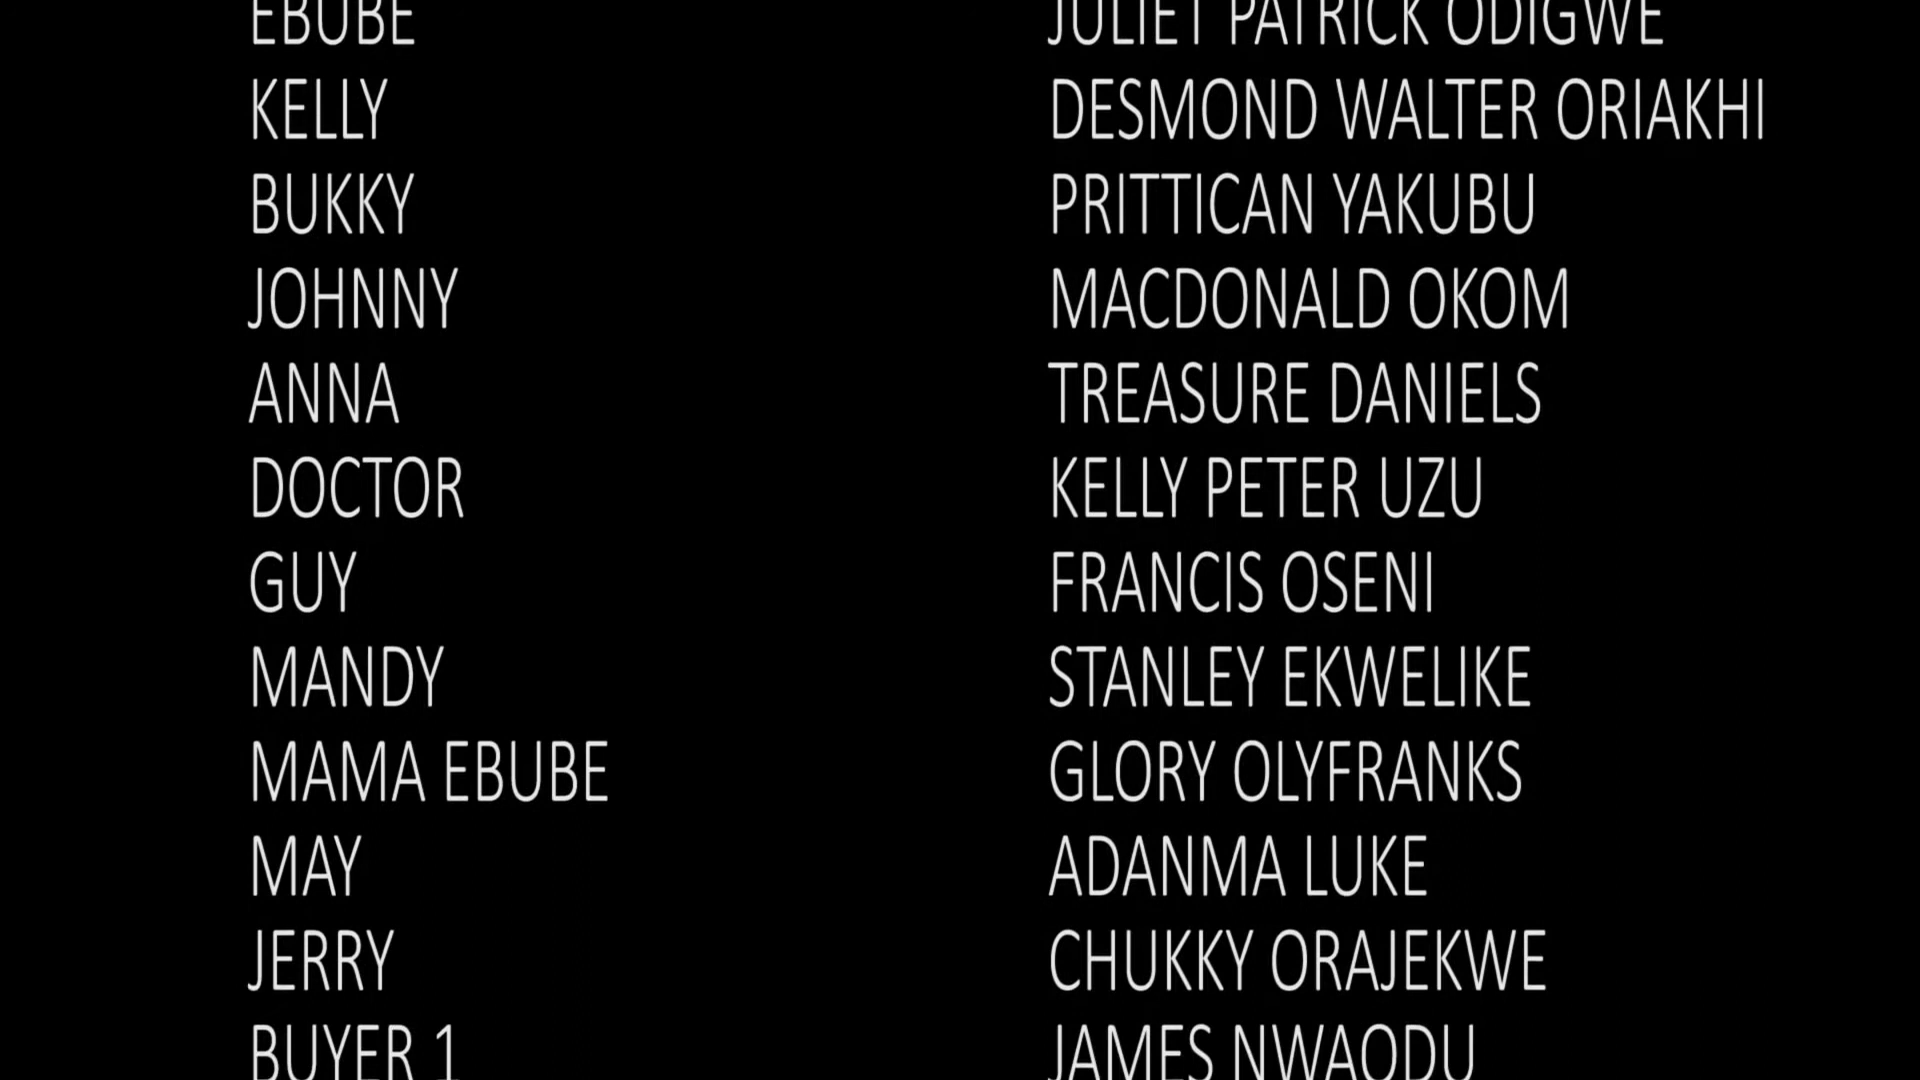 EBUBE JULIET PATRICK ODIGWE
KELLY DESMOND WALTER ORIAKHI
BUKKY PRITTICAN YAKUBU
JOHNNY MACDONALD OKOM
ANNA TREASURE DANIELS
DOCTOR KELLY PETER UZU
GUY FRANCIS OSENI
MANDY STANLEY EKWELIKE
MAMA EBUBE GLORY OLYFRANKS
MAY ADANMA LUKE
JERRY CHUKKY ORAJEKWE
BUYER 1 JAMES NWAODU